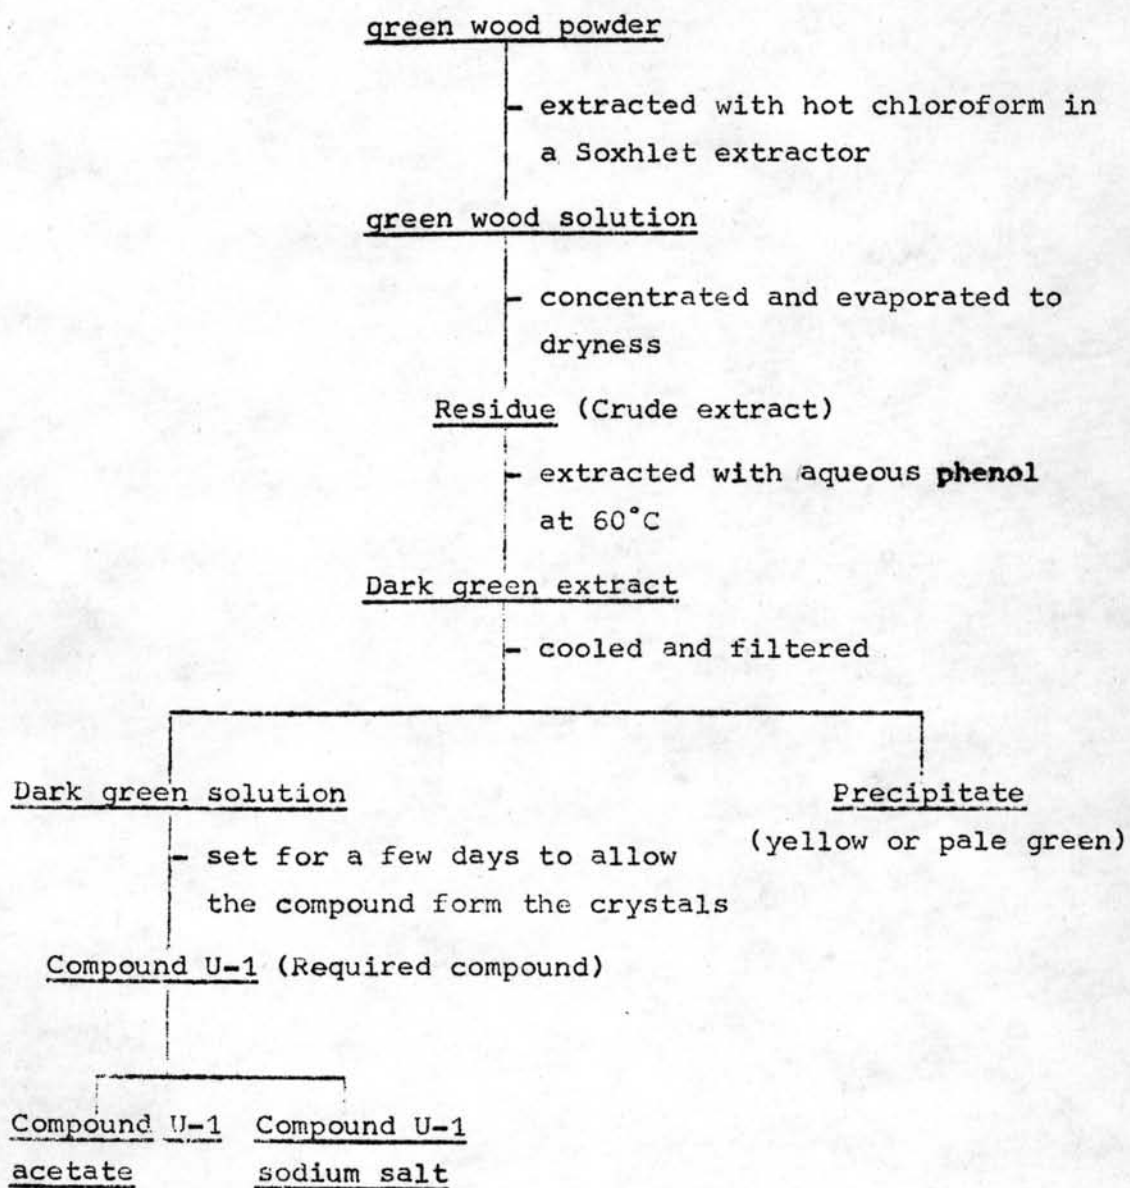 green wood powder
- extracted with hot chloroform in
a Soxhlet extractor
green wood solution
- concentrated and evaporated to
dryness
Residue (Crude extract)
- extracted with aqueous phenol
at 60°C
Dark green extract
- cooled and filtered
Dark green solution
Precipitate
(yellow or pale green)
- set for a few days to allow
the compound form the crystals
Compound U-1 (Required compound)
Compound U-1
acetate
Compound U-1
sodium salt